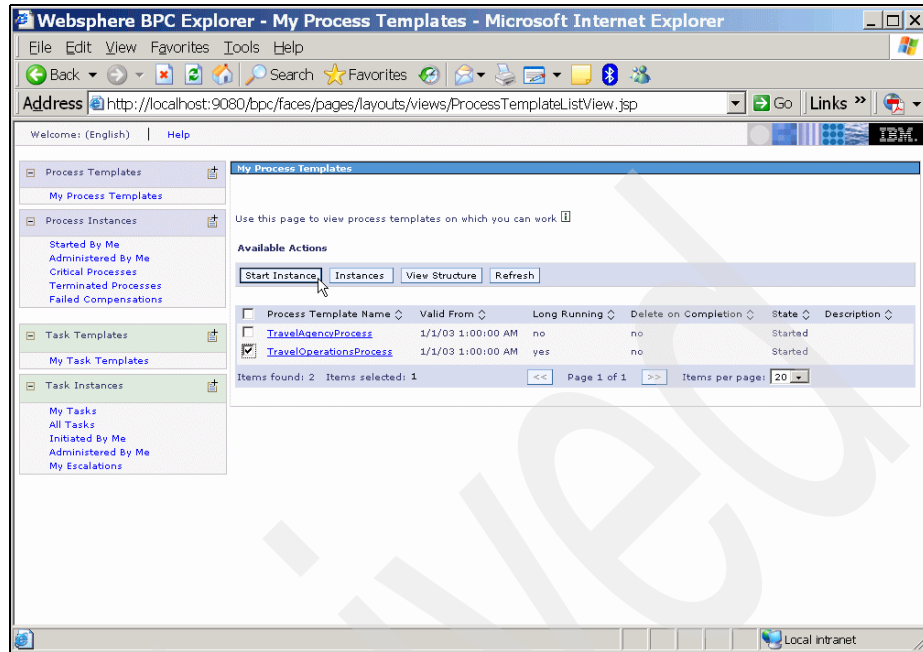 Websphere BPC Explorer - My Process Templates - Microsoft Internet Explorer
File Edit View Favorites Tools Help
Back Search Favorites
Address http://localhost:9080/bpc/faces/pages/layouts/views/ProcessTemplateListView.jsp Go Links »
Welcome: (English) | Help IBM.
Process Templates
My Process Templates
Process Instances
Started By Me
Administered By Me
Critical Processes
Terminated Processes
Failed Compensations
Task Templates
My Task Templates
Task Instances
My Tasks
All Tasks
Initiated By Me
Administered By Me
My Escalations
My Process Templates
Use this page to view process templates on which you can work i
Available Actions
Start Instance Instances View Structure Refresh
Process Template Name Valid From Long Running Delete on Completion State Description
TravelAgencyProcess 1/1/03 1:00:00 AM no no Started
TravelOperationsProcess 1/1/03 1:00:00 AM yes no Started
Items found: 2 Items selected: 1 << Page 1 of 1 >> Items per page: 20
Local intranet